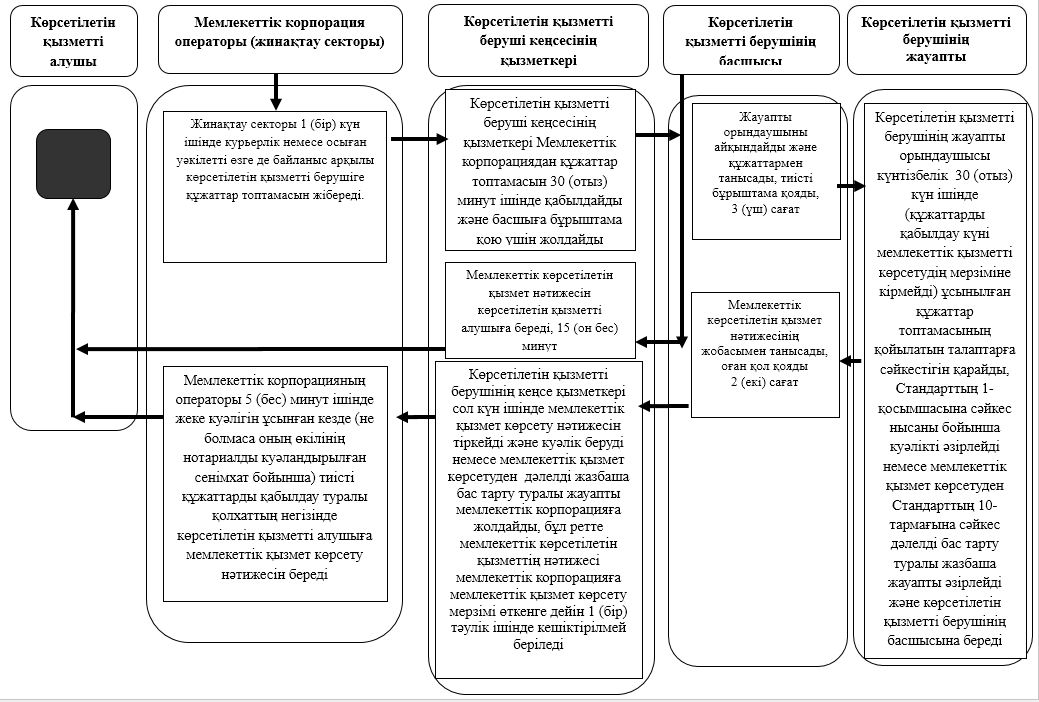 Көрсетілетін
қызметті
алушы
Мемлекеттік корпорация
операторы (жинақтау секторы)
Көрсетілетін қызметті
беруші кеңсесінің
қызметкері
Көрсетілетін
қызметті берушінің
басшысы
Көрсетілетін қызметті
берушінің
жауапты
Жинақтау секторы 1 (бір) күн
ішінде курьерлік немесе осыған
уәкілетті өзге де байланыс арқылы
көрсетілетін қызметті берушіге
құжаттар топтамасын жібереді.
Көрсетілетін қызметті
беруші кеңсесінің
қызметкері Мемлекеттік
корпорациядан құжаттар
топтамасын 30 (отыз)
минут ішінде қабылдайды
және басшыға бұрыштама
қою үшін жолдайды
Жауапты
орындаушыны
айқындайды және
құжаттармен
танысады, тиісті
бұрыштама қояды,
3 (үш) сағат
Көрсетілетін қызметті
берушінің жауапты
орындаушысы
күнтізбелік 30 (отыз)
күн ішінде
(құжаттарды
қабылдау күні
мемлекеттік қызметті
көрсетудің мерзіміне
кірмейді) ұсынылған
құжаттар
топтамасының
қойылатын талаптарға
сәйкестігін қарайды,
Стандарттың 1-
қосымшасына сәйкес
нысаны бойынша
куәлікті әзірлейді
немесе мемлекеттік
қызмет көрсетуден
Стандарттың 10-
тармағына сәйкес
дәлелді бас тарту
туралы жазбаша
жауапты әзірлейді
және көрсетілетін
қызметті берушінің
басшысына береді
Мемлекеттік көрсетілетін
қызмет нәтижесін
көрсетілетін қызметті
алушыға береді, 15 (он бес)
минут
Мемлекеттік
көрсетілетін қызмет
нәтижесінің
жобасымен танысады,
оған қол қояды
2 (екі) сағат
Мемлекеттік корпорацияның
операторы 5 (бес) минут ішінде
жеке куәлігін ұсынған кезде (не
болмаса оның өкілінің
нотариалды куәландырылған
сенімхат бойынша) тиісті
құжаттарды қабылдау туралы
қолхаттың негізінде
көрсетілетін қызметті алушыға
мемлекеттік қызмет көрсету
нәтижесін береді
Көрсетілетін қызметті
берушінің кеңсе қызметкері
сол күн ішінде мемлекеттік
қызмет көрсету нәтижесін
тіркейді және куәлік беруді
немесе мемлекеттік қызмет
көрсетуден дәлелді жазбаша
бас тарту туралы жауапты
мемлекеттік корпорацияға
жолдайды, бұл ретте
мемлекеттік көрсетілетін
қызметтің нәтижесі
мемлекеттік корпорацияға
мемлекеттік қызмет көрсету
мерзімі өткенге дейін 1 (бір)
тәулік ішінде кешіктірілмей
беріледі